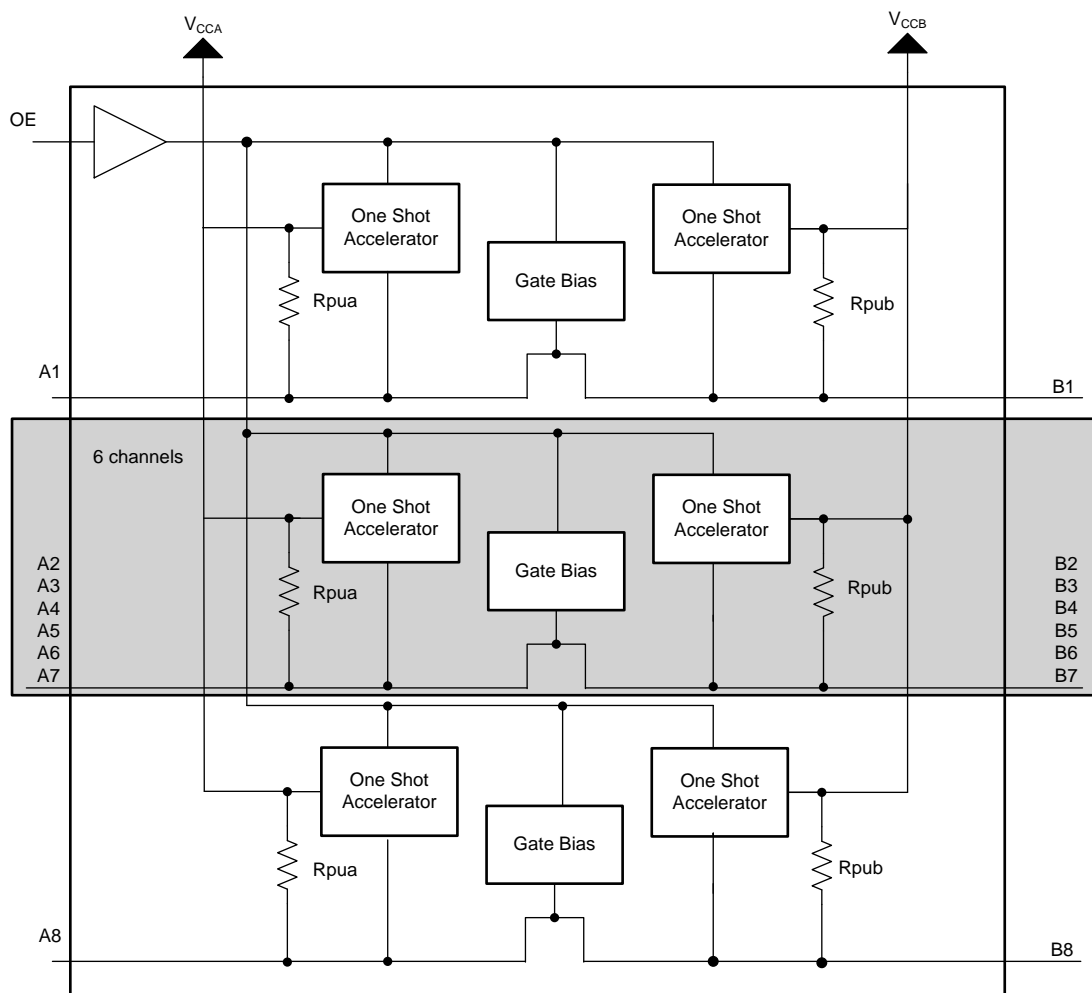 VCCA
VCCB
OE
One Shot
Accelerator
One Shot
Accelerator
Gate Bias
Rpua
Rpub
A1
B1
6 channels
One Shot
Accelerator
One Shot
Accelerator
Gate Bias
Rpua
Rpub
A2
A3
A4
A5
A6
A7
B2
B3
B4
B5
B6
B7
One Shot
Accelerator
One Shot
Accelerator
Gate Bias
Rpua
Rpub
A8
B8